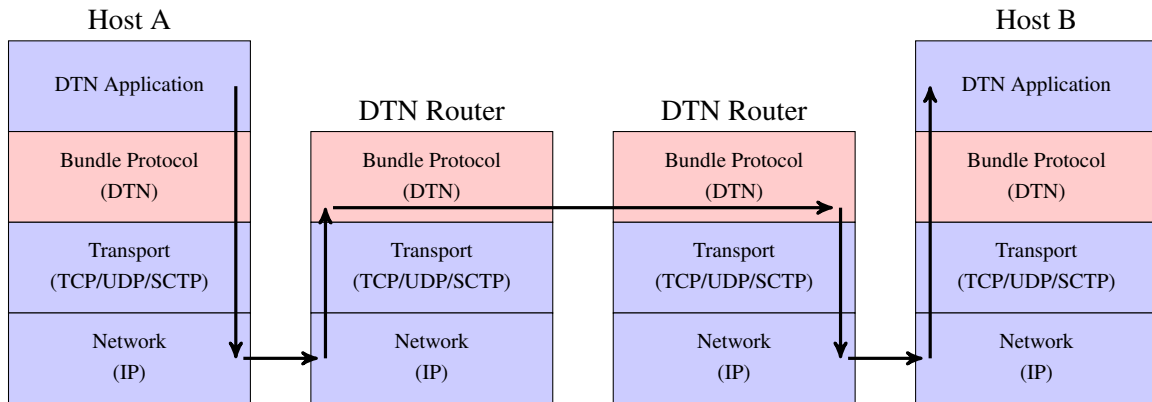 Host A
DTN Application
Bundle Protocol
(DTN)
Transport
(TCP/UDP/SCTP)
Network
(IP)
DTN Router
Bundle Protocol
(DTN)
Transport
(TCP/UDP/SCTP)
Network
(IP)
DTN Router
Bundle Protocol
(DTN)
Transport
(TCP/UDP/SCTP)
Network
(IP)
Host B
DTN Application
Bundle Protocol
(DTN)
Transport
(TCP/UDP/SCTP)
Network
(IP)